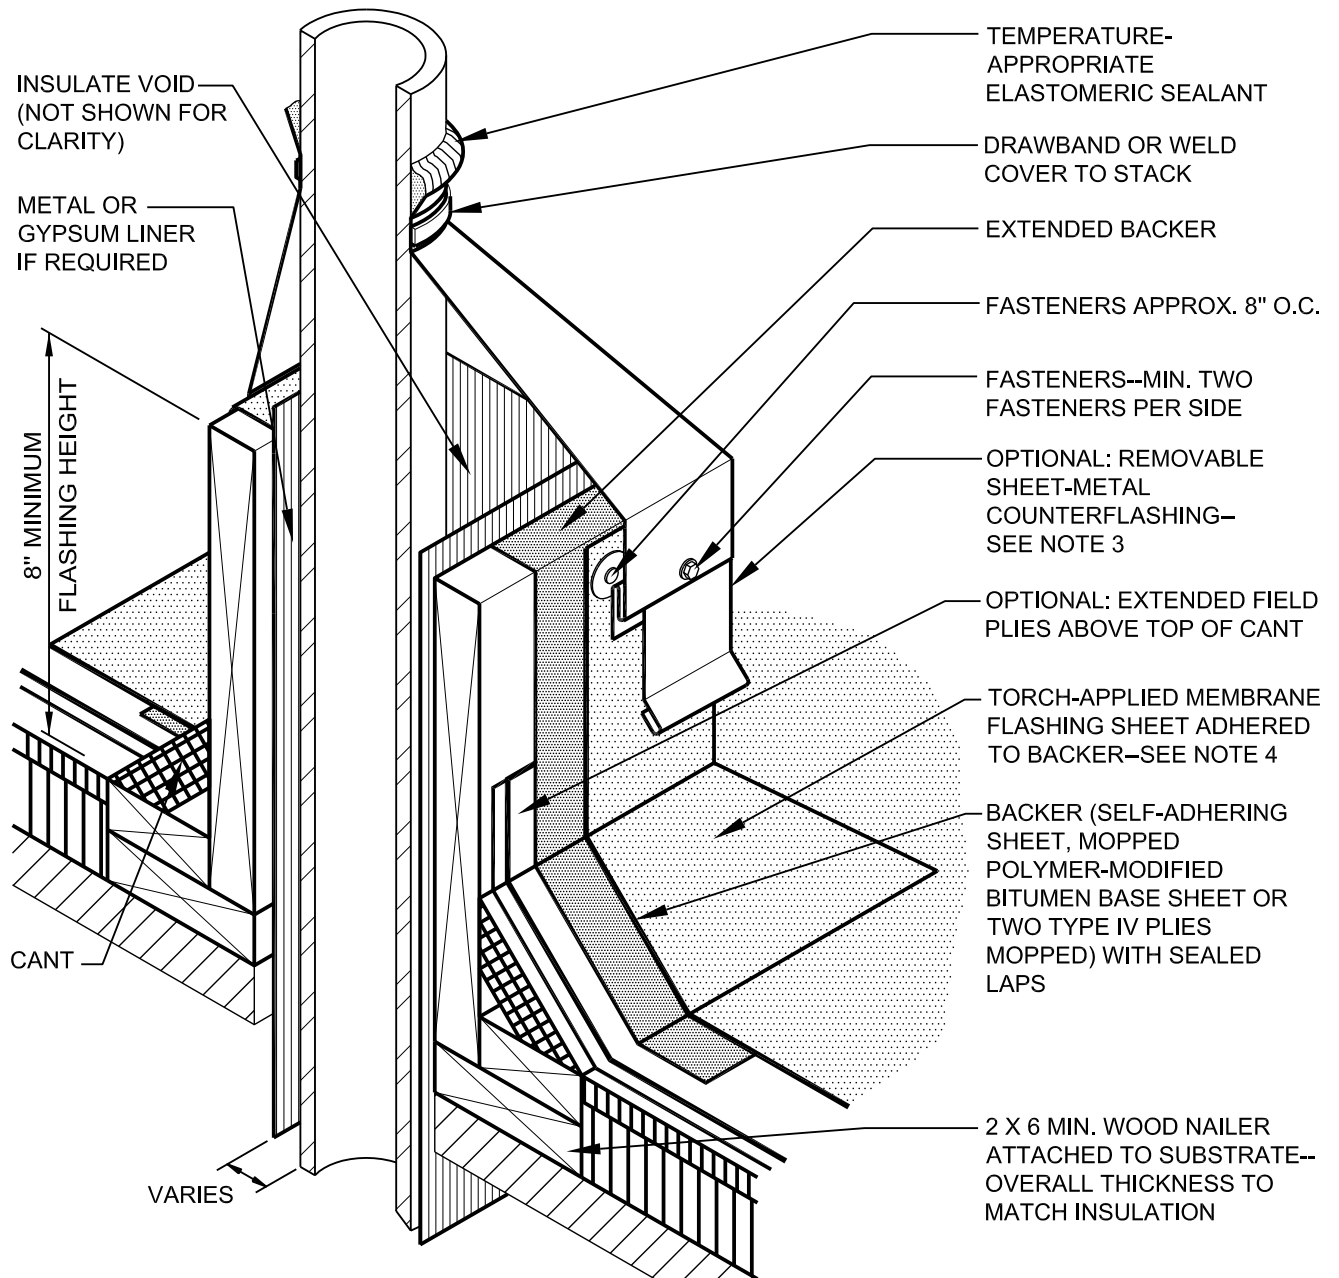 INSULATE VOID
(NOT SHOWN FOR
CLARITY)
METAL OR
GYPSUM LINER
IF REQUIRED
8" MINIMUM
FLASHING HEIGHT
CANT
VARIES
TEMPERATURE-
APPROPRIATE
ELASTOMERIC SEALANT
DRAWBAND OR WELD
COVER TO STACK
EXTENDED BACKER
FASTENERS APPROX. 8" O.C.
FASTENERS--MIN. TWO
FASTENERS PER SIDE
OPTIONAL: REMOVABLE
SHEET-METAL
COUNTERFLASHING–
SEE NOTE 3
OPTIONAL: EXTENDED FIELD
PLIES ABOVE TOP OF CANT
TORCH-APPLIED MEMBRANE
FLASHING SHEET ADHERED
TO BACKER–SEE NOTE 4
BACKER (SELF-ADHERING
SHEET, MOPPED
POLYMER-MODIFIED
BITUMEN BASE SHEET OR
TWO TYPE IV PLIES
MOPPED) WITH SEALED
LAPS
2 X 6 MIN. WOOD NAILER
ATTACHED TO SUBSTRATE--
OVERALL THICKNESS TO
MATCH INSULATION